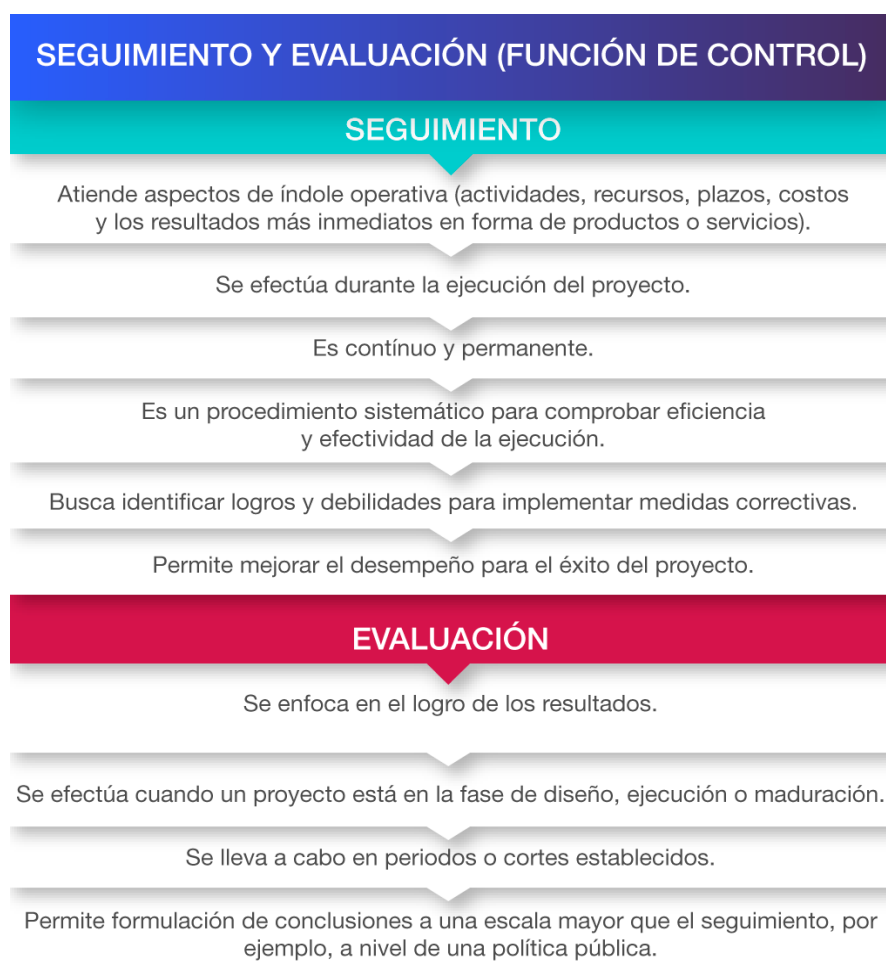 SEGUIMIENTO Y EVALUACIÓN (FUNCIÓN DE CONTROL)
SEGUIMIENTO
Atiende aspectos de índole operativa (actividades, recursos, plazos, costos
y los resultados más inmediatos en forma de productos o servicios).
Se efectúa durante la ejecución del proyecto.
Es contínuo y permanente.
Es un procedimiento sistemático para comprobar eficiencia
y efectividad de la ejecución.
Busca identificar logros y debilidades para implementar medidas correctivas.
Permite mejorar el desempeño para el éxito del proyecto.
EVALUACIÓN
Se enfoca en el logro de los resultados.
Se efectúa cuando un proyecto está en la fase de diseño, ejecución o maduración.
Se lleva a cabo en periodos o cortes establecidos.
Permite formulación de conclusiones a una escala mayor que el seguimiento, por
ejemplo, a nivel de una política pública.